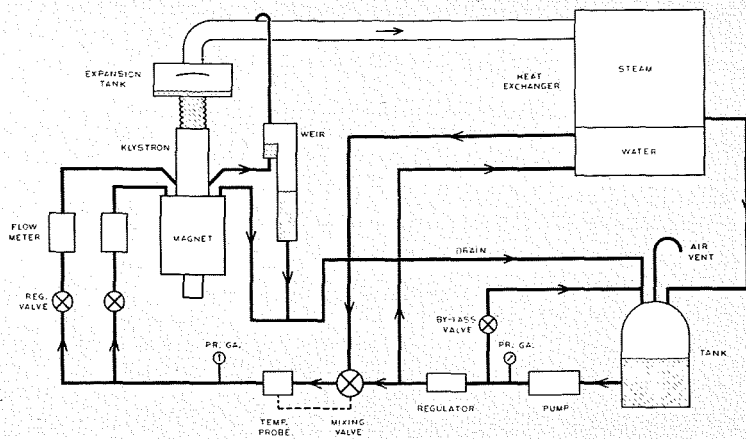 EXPANSION
TANK
HEAT
EXCHANGER
STEAM
WATER
KLYSTRON
WEIR
FLOW
METER
MAGNET
REG.
VALVE
DRAIN
AIR
VENT
BY-PASS
VALVE
TANK
PR. GA.
PR. GA.
TEMP.
PROBE.
MIXING
VALVE
REGULATOR
PUMP